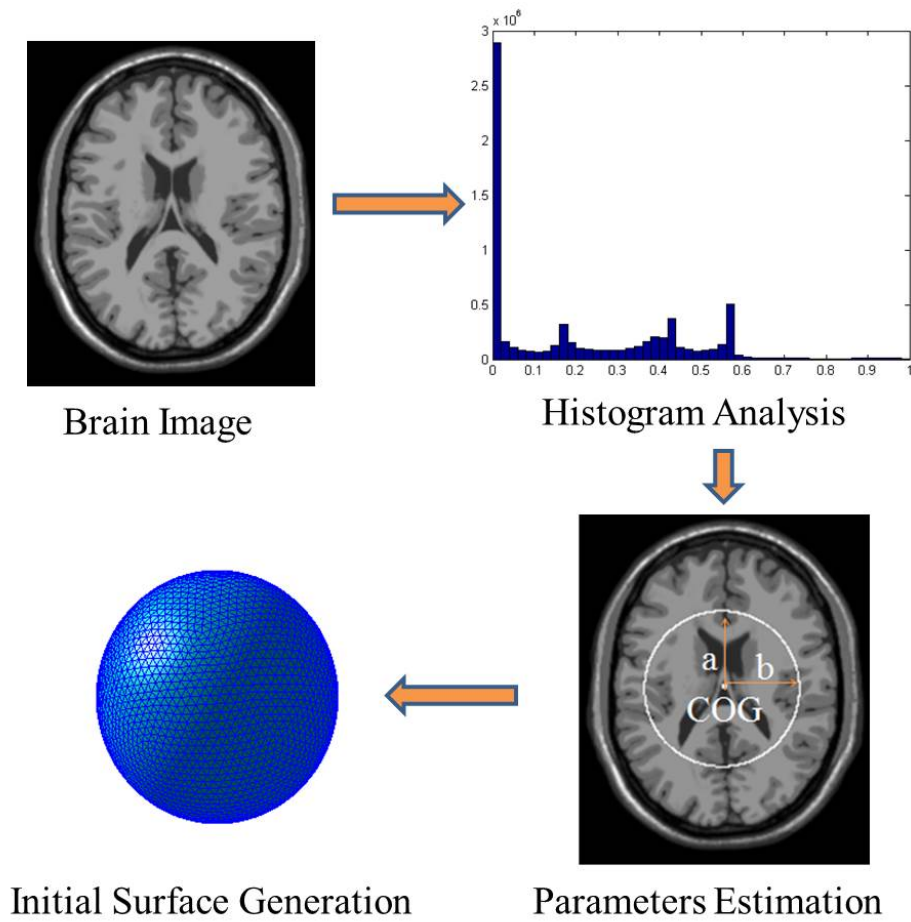 x 10^6
3
2.5
2
1.5
1
0.5
0
0 0.1 0.2 0.3 0.4 0.5 0.6 0.7 0.8 0.9 1
Brain Image
Histogram Analysis
a
b
COG
Initial Surface Generation
Parameters Estimation